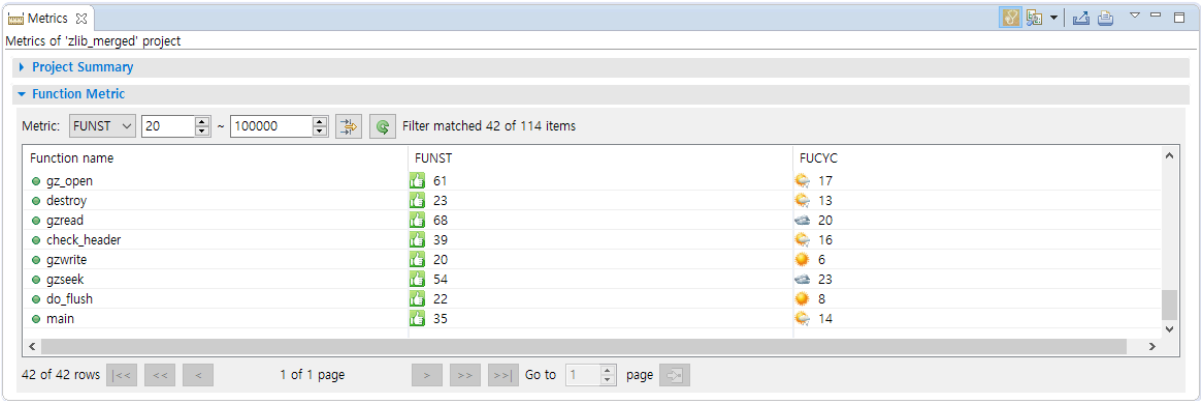 Metrics
Metrics of 'zlib_merged' project
Project Summary
Function Metric
Metric: FUNST 20 ~ 100000 Filter matched 42 of 114 items
Function name FUNST FUCYC
gz_open 61 17
destroy 23 13
gzread 68 20
check_header 39 16
gzwrite 20 6
gzseek 54 23
do_flush 22 8
main 35 14
42 of 42 rows |<< << < 1 of 1 page > >> >>| Go to 1 page